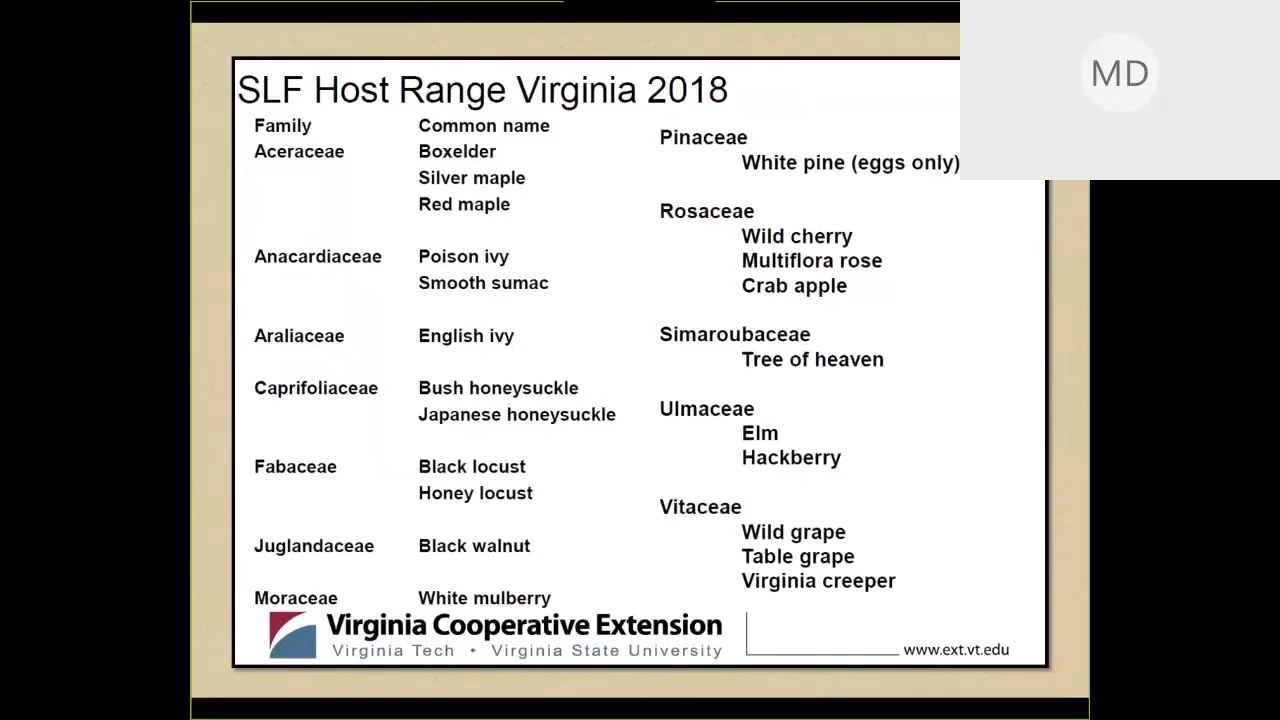 SLF Host Range Virginia 2018
Family Common name
Aceraceae Boxelder
Silver maple
Red maple
Anacardiaceae Poison ivy
Smooth sumac
Araliaceae English ivy
Caprifoliaceae Bush honeysuckle
Japanese honeysuckle
Fabaceae Black locust
Honey locust
Juglandaceae Black walnut
Moraceae White mulberry
Pinaceae
White pine (eggs only)
Rosaceae
Wild cherry
Multiflora rose
Crab apple
Simaroubaceae
Tree of heaven
Ulmaceae
Elm
Hackberry
Vitaceae
Wild grape
Table grape
Virginia creeper
Virginia Cooperative Extension
Virginia Tech • Virginia State University
www.ext.vt.edu
MD